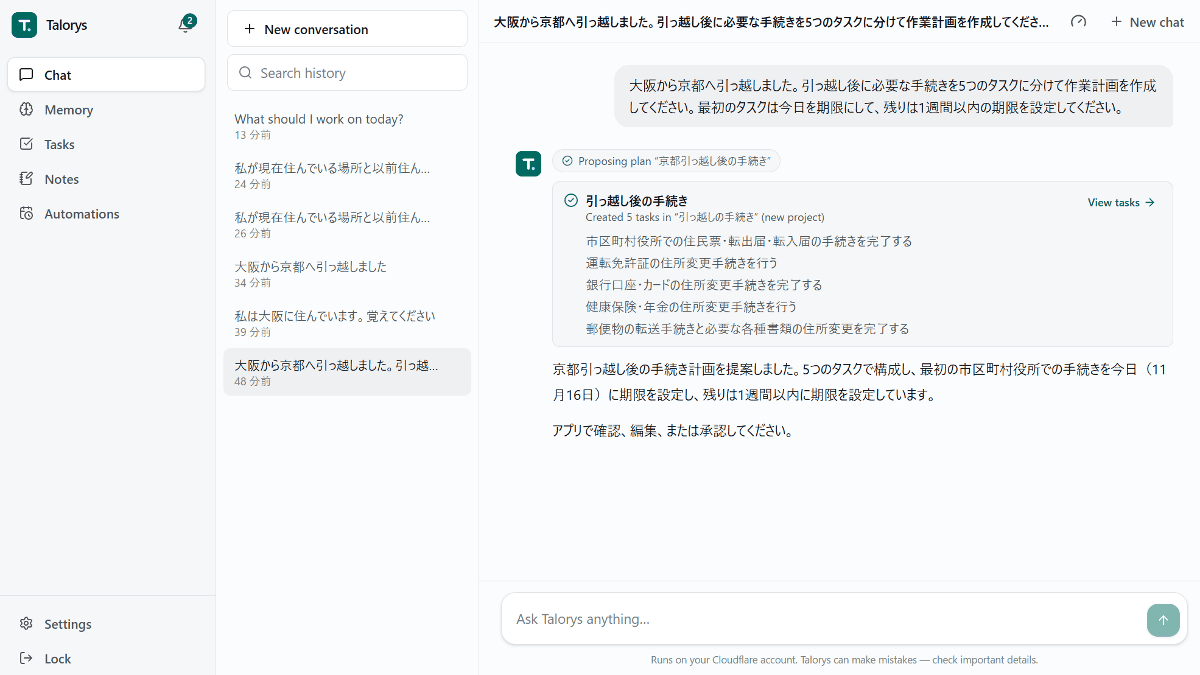 T. Talorys
2
Chat
Memory
Tasks
Notes
Automations
Settings
Lock
New conversation
Search history
What should I work on today?
13 分前
私が現在住んでいる場所と以前住ん...
24 分前
私が現在住んでいる場所と以前住ん...
26 分前
大阪から京都へ引っ越しました
34 分前
私は大阪に住んでいます。覚えてください
39 分前
大阪から京都へ引っ越しました。引っ越...
48 分前
大阪から京都へ引っ越しました。引っ越し後に必要な手続きを5つのタスクに分けて作業計画を作成してくださ...
New chat
大阪から京都へ引っ越しました。引っ越し後に必要な手続きを5つのタスクに分けて作業計画を作成
してください。最初のタスクは今日を期限にして、残りは1週間以内の期限を設定してください。
T.
Proposing plan “京都引っ越し後の手続き”
引っ越し後の手続き
View tasks →
Created 5 tasks in “引っ越しの手続き” (new project)
市区町村役所での住民票・転出届・転入届の手続きを完了する
運転免許証の住所変更手続きを行う
銀行口座・カードの住所変更手続きを完了する
健康保険・年金の住所変更手続きを行う
郵便物の転送手続きと必要な各種書類の住所変更を完了する
京都引っ越し後の手続き計画を提案しました。5つのタスクで構成し、最初の市区町村役所での手続きを今日（11
月16日）に期限を設定し、残りは1週間以内に期限を設定しています。
アプリで確認、編集、または承認してください。
Ask Talorys anything...
Runs on your Cloudflare account. Talorys can make mistakes — check important details.